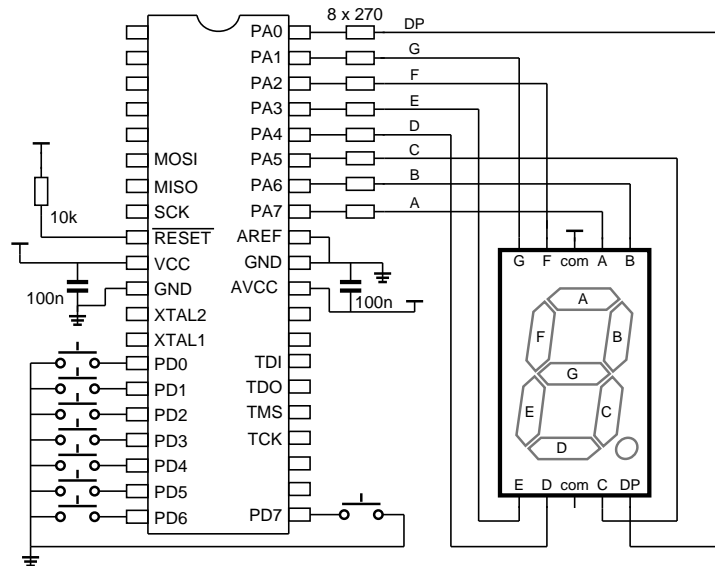 8 x 270
PA0 DP
PA1 G
PA2 F
PA3 E
PA4 D
MOSI PA5 C
MISO PA6 B
SCK PA7 A
10k
RESET AREF
VCC GND
100n GND AVCC 100n
XTAL2
XTAL1
PD0 TDI
PD1 TDO
PD2 TMS
PD3 TCK
PD4
PD5
PD6 PD7
G F com A B
A
F B
G
E C
D
E D com C DP